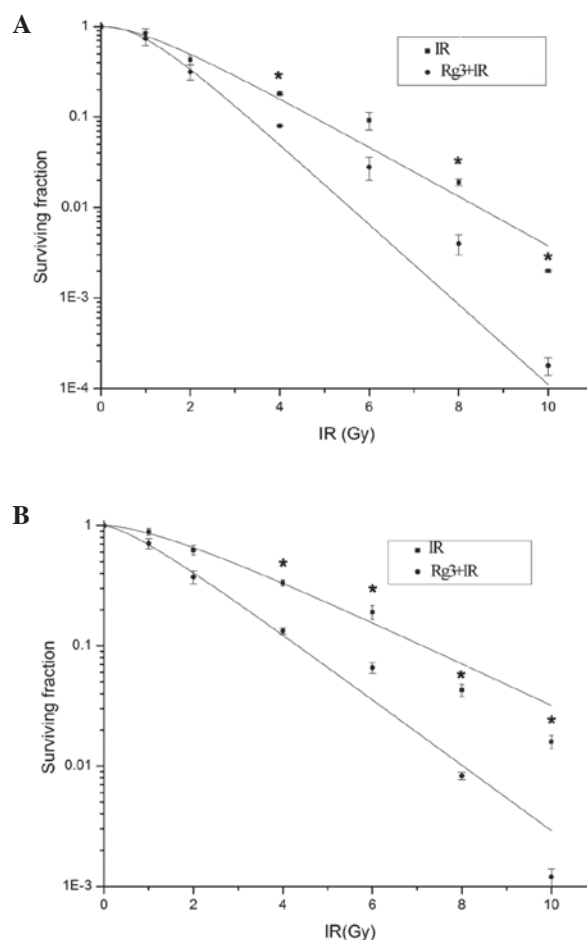 A
1
0.1
0.01
1E-3
1E-4
Surviving fraction
0
2
4
6
8
10
IR (Gy)
IR
Rg3+IR
*
*
*
B
1
0.1
0.01
1E-3
Surviving fraction
0
2
4
6
8
10
IR(Gy)
IR
Rg3+IR
*
*
*
*